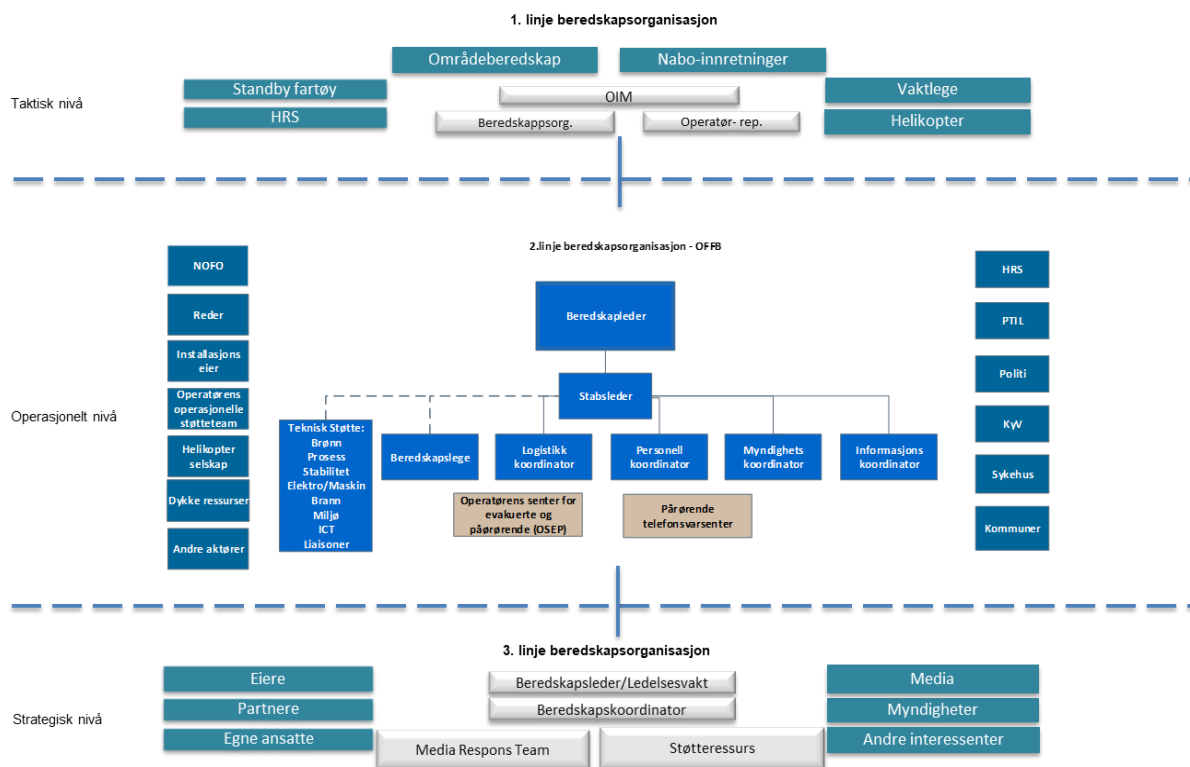 1. linje beredskapsorganisasjon
Områdeberedskap
Nabo-innretninger
Standby fartøy
OIM
Vaktlege
Taktisk nivå
HRS
Beredskappsorg.
Operatør- rep.
Helikopter
2.linje beredskapsorganisasjon - OFFB
NOFO
Reder
Installasjons
eier
Operatørens
operasjonelle
støtteteam
Helikopter
selskap
Dykke ressurser
Andre aktører
Operasjonelt nivå
Beredskapleder
Stabsleder
Teknisk Støtte:
Brønn
Prosess
Stabilitet
Elektro/Maskin
Brann
Miljø
ICT
Liaisoner
Beredskapslege
Logistikk
koordinator
Personell
koordinator
Myndighets
koordinator
Informasjons
koordinator
Operatørens senter for
evakuerte og
påørørende (OSEP)
Pårørende
telefonsvarsenter
HRS
PTIL
Politi
KyV
Sykehus
Kommuner
3. linje beredskapsorganisasjon
Eiere
Beredskapsleder/Ledelsesvakt
Media
Partnere
Beredskapskoordinator
Myndigheter
Strategisk nivå
Egne ansatte
Media Respons Team
Støtteressurs
Andre interessenter